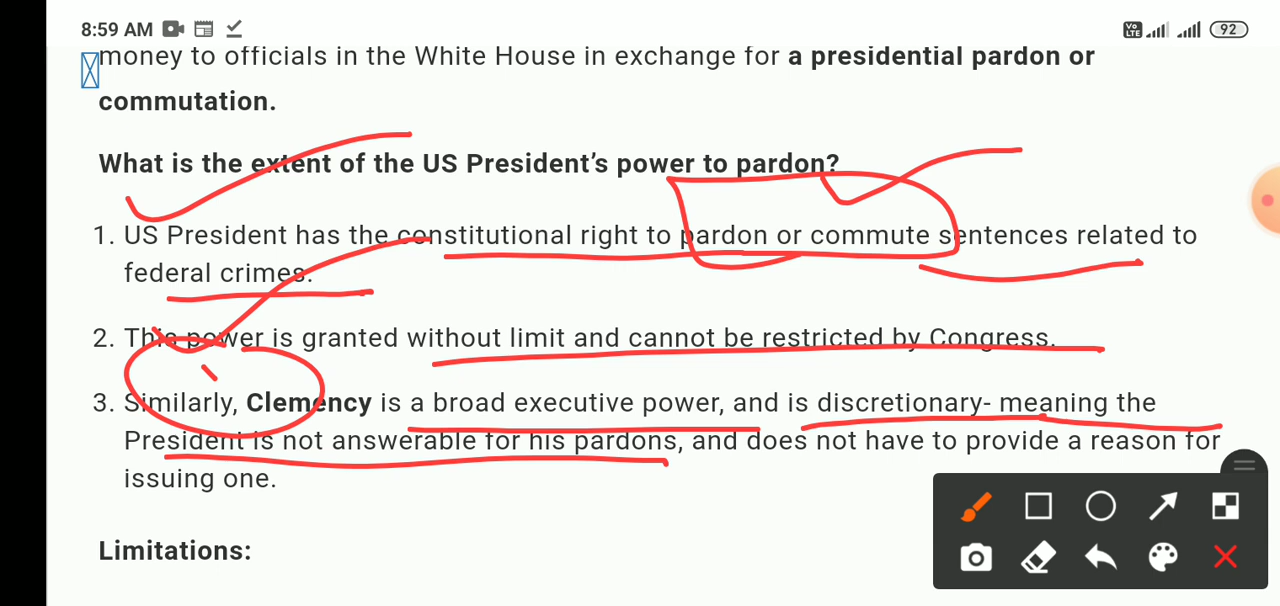 8:59 AM
Vo LTE
92
money to officials in the White House in exchange for a presidential pardon or
commutation.
What is the extent of the US President’s power to pardon?
1. US President has the constitutional right to pardon or commute sentences related to
federal crimes.
2. This power is granted without limit and cannot be restricted by Congress.
3. Similarly, Clemency is a broad executive power, and is discretionary- meaning the
President is not answerable for his pardons, and does not have to provide a reason for
issuing one.
Limitations: